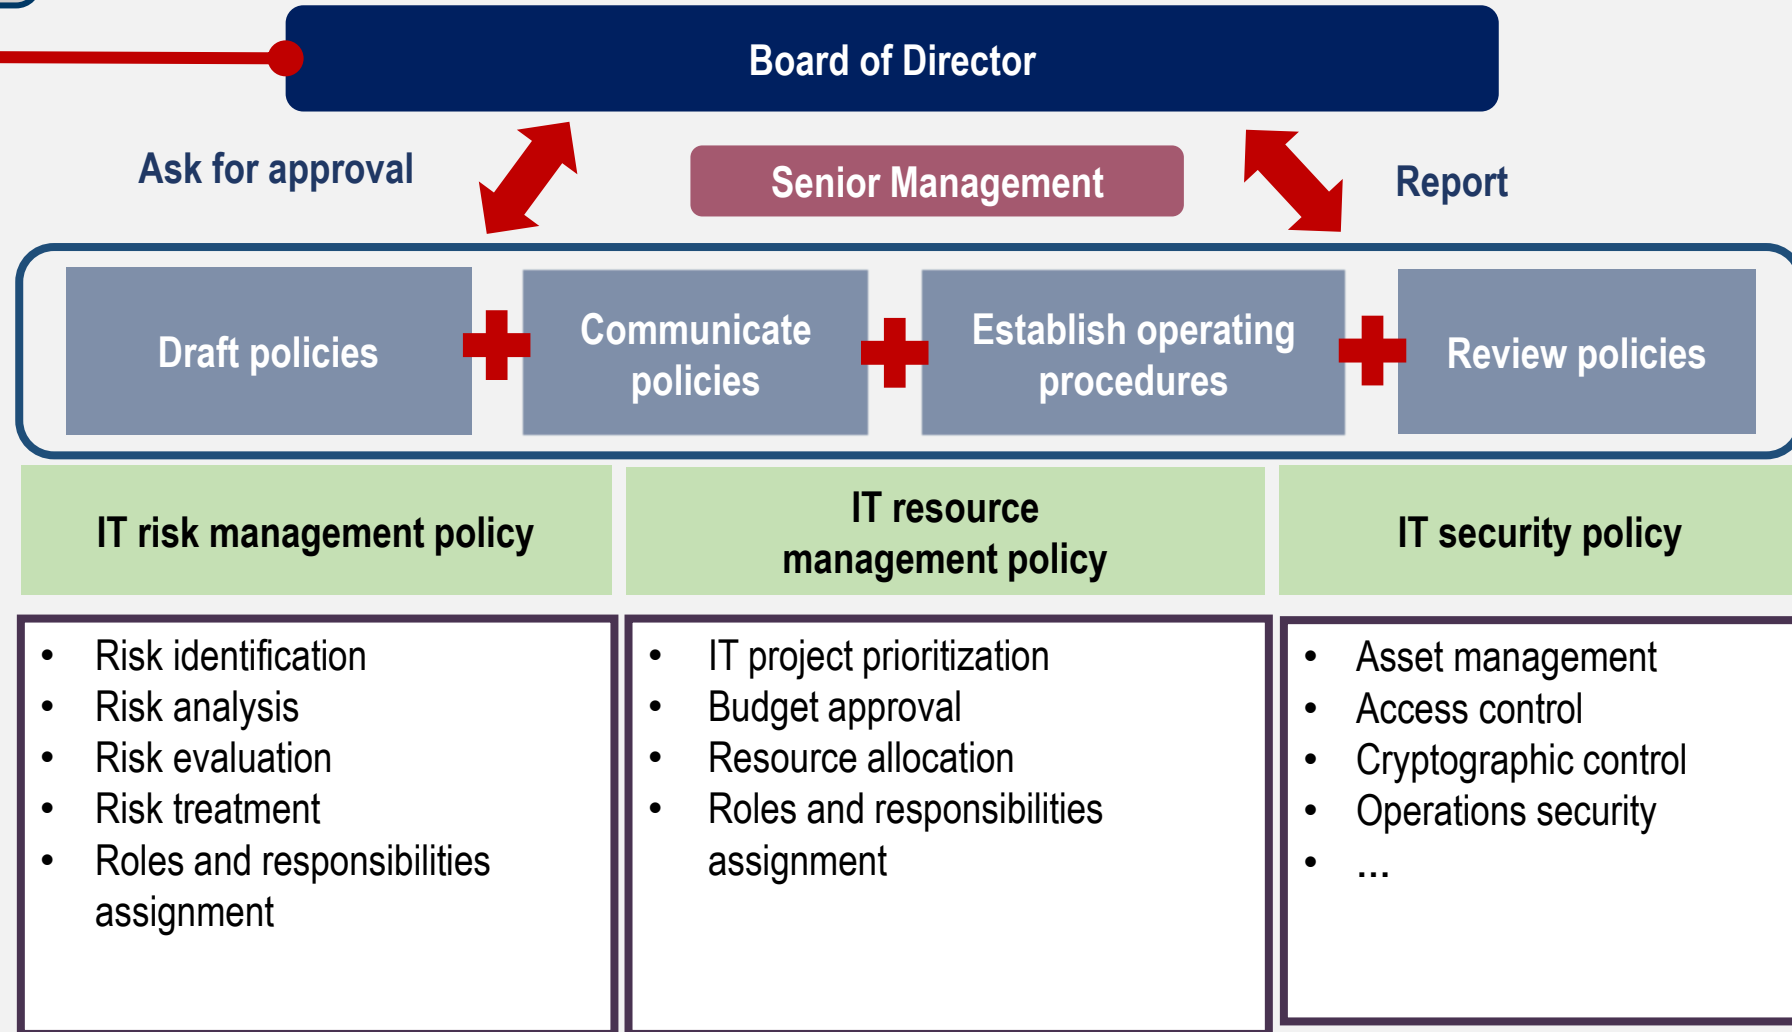 Board of Director
Ask for approval
Senior Management
Report
Draft policies
Communicate
policies
Establish operating
procedures
Review policies
IT risk management policy
IT resource
management policy
IT security policy
• Risk identification
• Risk analysis
• Risk evaluation
• Risk treatment
• Roles and responsibilities
assignment
• IT project prioritization
• Budget approval
• Resource allocation
• Roles and responsibilities
assignment
• Asset management
• Access control
• Cryptographic control
• Operations security
• ...